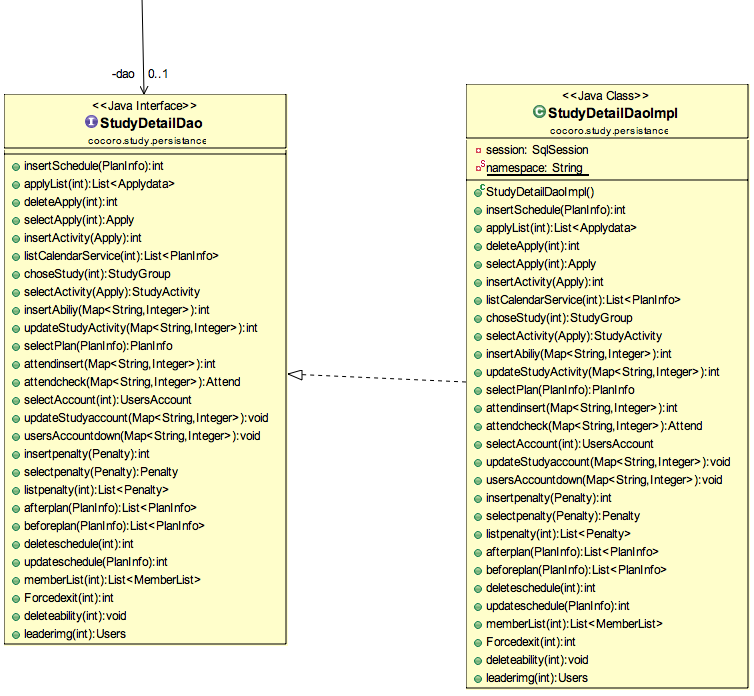 -dao 0..1
<<Java Interface>>
StudyDetailDao
cocoro.study.persistance
insertSchedule(PlanInfo):int
applyList(int):List<Applydata>
deleteApply(int):int
selectApply(int):Apply
insertActivity(Apply):int
listCalendarService(int):List<PlanInfo>
choseStudy(int):StudyGroup
selectActivity(Apply):StudyActivity
insertAbiliy(Map<String,Integer>):int
updateStudyActivity(Map<String,Integer>):int
selectPlan(PlanInfo):PlanInfo
attendinsert(Map<String,Integer>):int
attendcheck(Map<String,Integer>):Attend
selectAccount(int):UsersAccount
updateStudyaccount(Map<String,Integer>):void
usersAccountdown(Map<String,Integer>):void
insertpenalty(Penalty):int
selectpenalty(Penalty):Penalty
listpenalty(int):List<Penalty>
afterplan(PlanInfo):List<PlanInfo>
beforeplan(PlanInfo):List<PlanInfo>
deleteschedule(int):int
updateschedule(PlanInfo):int
memberList(int):List<MemberList>
Forcedexit(int):int
deleteability(int):void
leaderimg(int):Users
<<Java Class>>
StudyDetailDaoImpl
cocoro.study.persistance
session: SqlSession
namespace: String
StudyDetailDaoImpl()
insertSchedule(PlanInfo):int
applyList(int):List<Applydata>
deleteApply(int):int
selectApply(int):Apply
insertActivity(Apply):int
listCalendarService(int):List<PlanInfo>
choseStudy(int):StudyGroup
selectActivity(Apply):StudyActivity
insertAbiliy(Map<String,Integer>):int
updateStudyActivity(Map<String,Integer>):int
selectPlan(PlanInfo):PlanInfo
attendinsert(Map<String,Integer>):int
attendcheck(Map<String,Integer>):Attend
selectAccount(int):UsersAccount
updateStudyaccount(Map<String,Integer>):void
usersAccountdown(Map<String,Integer>):void
insertpenalty(Penalty):int
selectpenalty(Penalty):Penalty
listpenalty(int):List<Penalty>
afterplan(PlanInfo):List<PlanInfo>
beforeplan(PlanInfo):List<PlanInfo>
deleteschedule(int):int
updateschedule(PlanInfo):int
memberList(int):List<MemberList>
Forcedexit(int):int
deleteability(int):void
leaderimg(int):Users